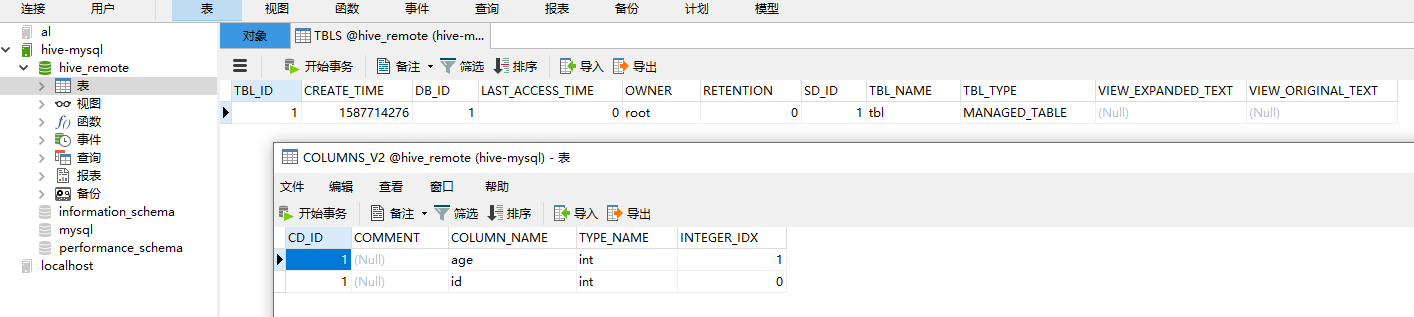 连接 用户 表 视图 函数 事件 查询 报表 备份 计划 模型
al
hive-mysql
hive_remote
表
视图
函数
事件
查询
报表
备份
information_schema
mysql
performance_schema
localhost
对象 TBLS @hive_remote (hive-m...
开始事务 备注 筛选 排序 导入 导出
TBL_ID CREATE_TIME DB_ID LAST_ACCESS_TIME OWNER RETENTION SD_ID TBL_NAME TBL_TYPE VIEW_EXPANDED_TEXT VIEW_ORIGINAL_TEXT
1 1587714276 1 0 root 0 1 tbl MANAGED_TABLE (Null) (Null)
COLUMNS_V2 @hive_remote (hive-mysql) - 表
文件 编辑 查看 窗口 帮助
开始事务 备注 筛选 排序 导入 导出
CD_ID COMMENT COLUMN_NAME TYPE_NAME INTEGER_IDX
1 (Null) age int 1
1 (Null) id int 0